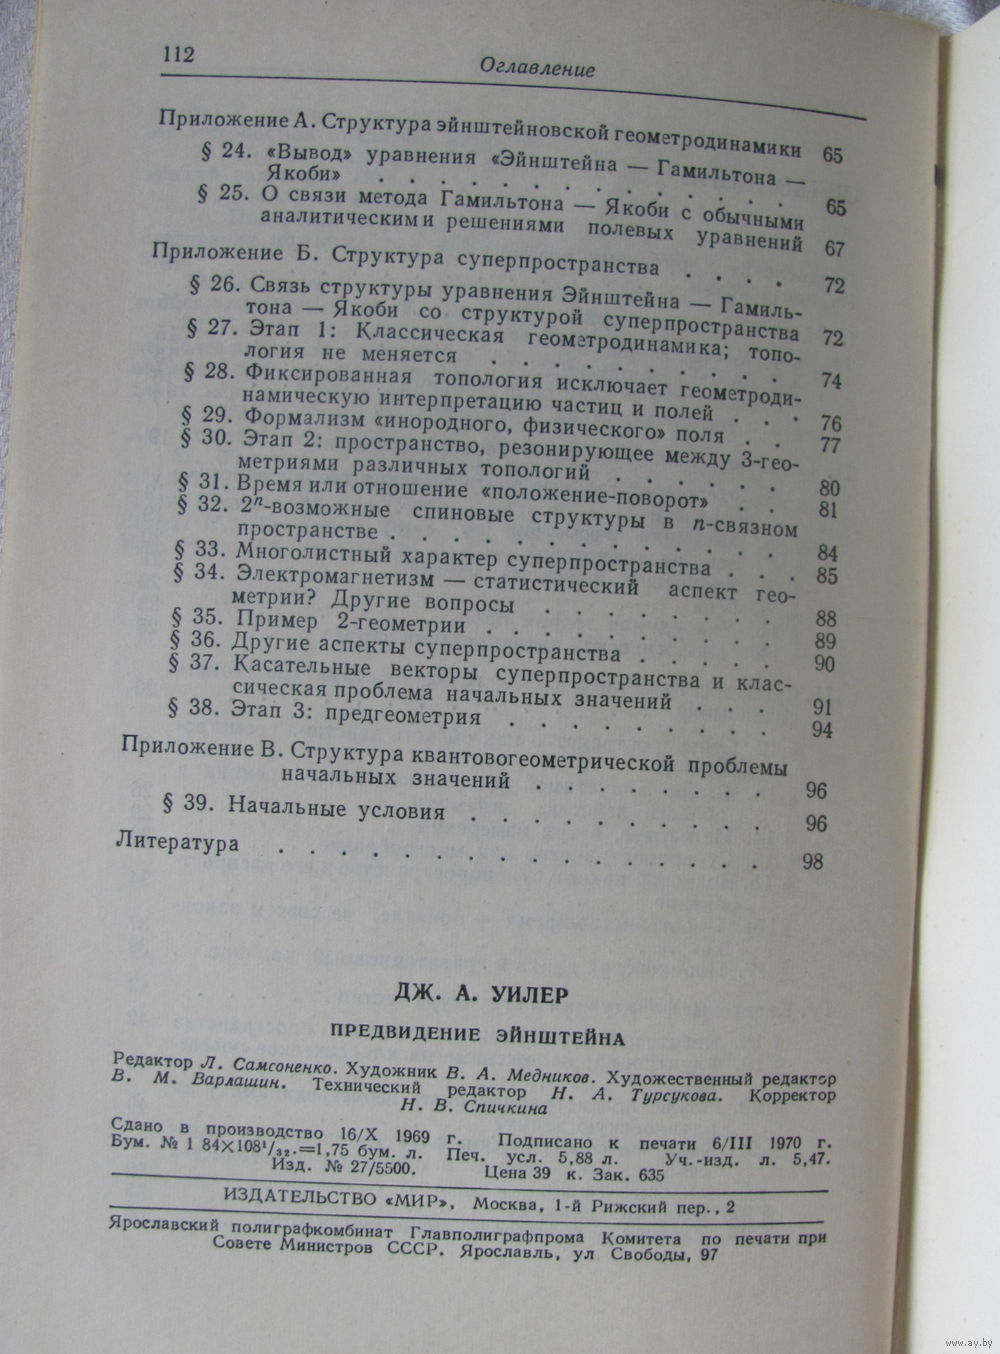 112
Оглавление
Приложение А. Структура эйнштейновской геометродинамики 65
§ 24. «Вывод» уравнения «Эйнштейна — Гамильтона —
Якоби» . . . . . . . . . . . . . . 65
§ 25. О связи метода Гамильтона — Якоби с обычными
аналитическими решениями полевых уравнений 67
Приложение Б. Структура суперпространства . . . . 72
§ 26. Связь структуры уравнения Эйнштейна — Гамиль-
тона — Якоби со структурой суперпространства 72
§ 27. Этап 1: Классическая геометродинамика; топо-
логия не меняется . . . . . . . . . . 74
§ 28. Фиксированная топология исключает геометроди-
намическую интерпретацию частиц и полей . . . 76
§ 29. Формализм «инородного, физического» поля . . 77
§ 30. Этап 2: пространство, резонирующее между 3-гео-
метриями различных топологий . . . . . . 80
§ 31. Время или отношение «положение-поворот» . . 81
§ 32. 2ⁿ-возможные спиновые структуры в n-связном
пространстве . . . . . . . . . . . . . 84
§ 33. Многолистный характер суперпространства . . . 85
§ 34. Электромагнетизм — статистический аспект гео-
метрии? Другие вопросы . . . . . . . . 88
§ 35. Пример 2-геометрии . . . . . . . . . . 89
§ 36. Другие аспекты суперпространства . . . . . 90
§ 37. Касательные векторы суперпространства и клас-
сическая проблема начальных значений . . . 91
§ 38. Этап 3: предгеометрия . . . . . . . . . 94
Приложение В. Структура квантовогеометрической проблемы
начальных значений . . . . . . . . 96
§ 39. Начальные условия . . . . . . . . . . 96
Литература . . . . . . . . . . . . . . . . 98
ДЖ. А. УИЛЕР
ПРЕДВИДЕНИЕ ЭЙНШТЕЙНА
Редактор Л. Самсоненко. Художник В. А. Медников. Художественный редактор
В. М. Варлашин. Технический редактор Н. А. Турсукова. Корректор
Н. В. Спичкина
Сдано в производство 16/X 1969 г. Подписано к печати 6/III 1970 г.
Бум. № 1 84×108¹/₃₂.=1,75 бум. л. Печ. усл. 5,88 л. Уч.-изд. л. 5,47.
Изд. № 27/5500. Цена 39 к. Зак. 635
ИЗДАТЕЛЬСТВО «МИР», Москва, 1-й Рижский пер., 2
Ярославский полиграфкомбинат Главполиграфпрома Комитета по печати при
Совете Министров СССР. Ярославль, ул Свободы, 97
www.ay.by